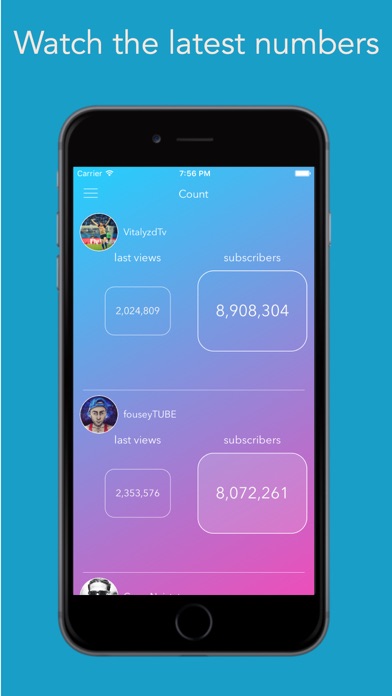 Watch the latest numbers
Carrier 7:56 PM
Count
VitalyzdTv
last views subscribers
2,024,809 8,908,304
fouseyTUBE
last views subscribers
2,353,576 8,072,261